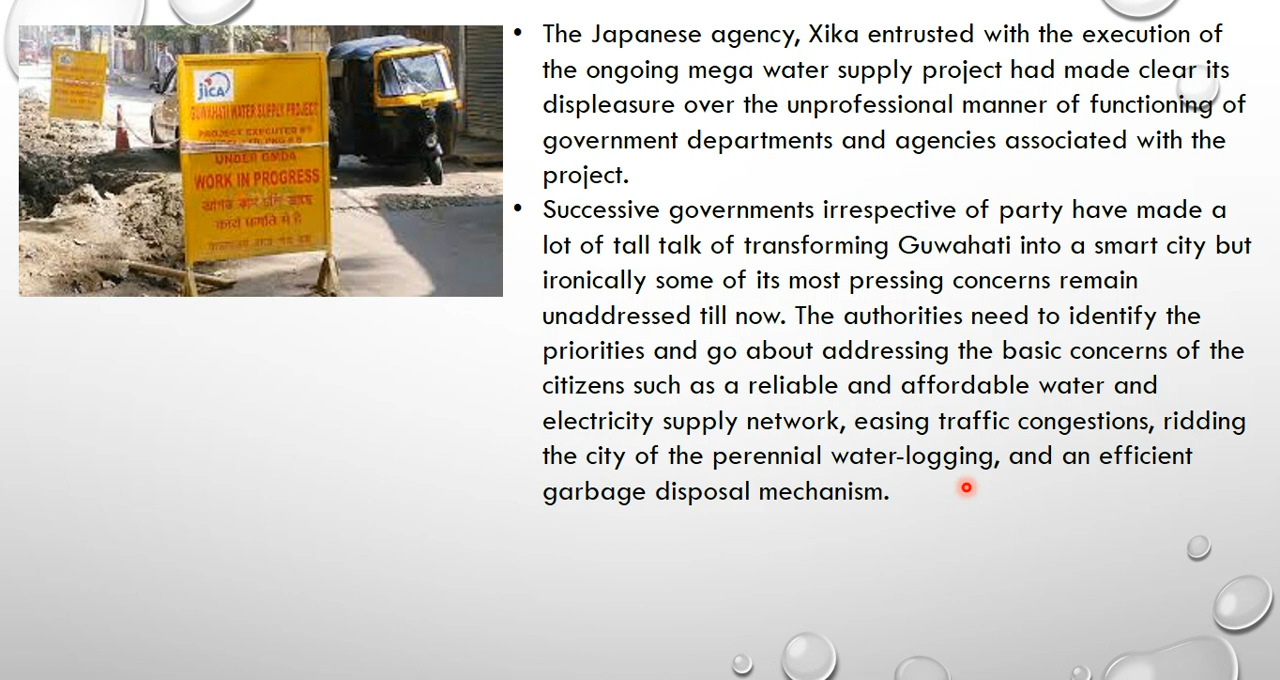 jICA
GUWAHATI WATER SUPPLY PROJECT
PROJECT EXECUTED BY
UNDER GMDA
WORK IN PROGRESS
कार्य प्रगति में है
• The Japanese agency, Xika entrusted with the execution of
the ongoing mega water supply project had made clear its
displeasure over the unprofessional manner of functioning of
government departments and agencies associated with the
project.
• Successive governments irrespective of party have made a
lot of tall talk of transforming Guwahati into a smart city but
ironically some of its most pressing concerns remain
unaddressed till now. The authorities need to identify the
priorities and go about addressing the basic concerns of the
citizens such as a reliable and affordable water and
electricity supply network, easing traffic congestions, ridding
the city of the perennial water-logging, and an efficient
garbage disposal mechanism.